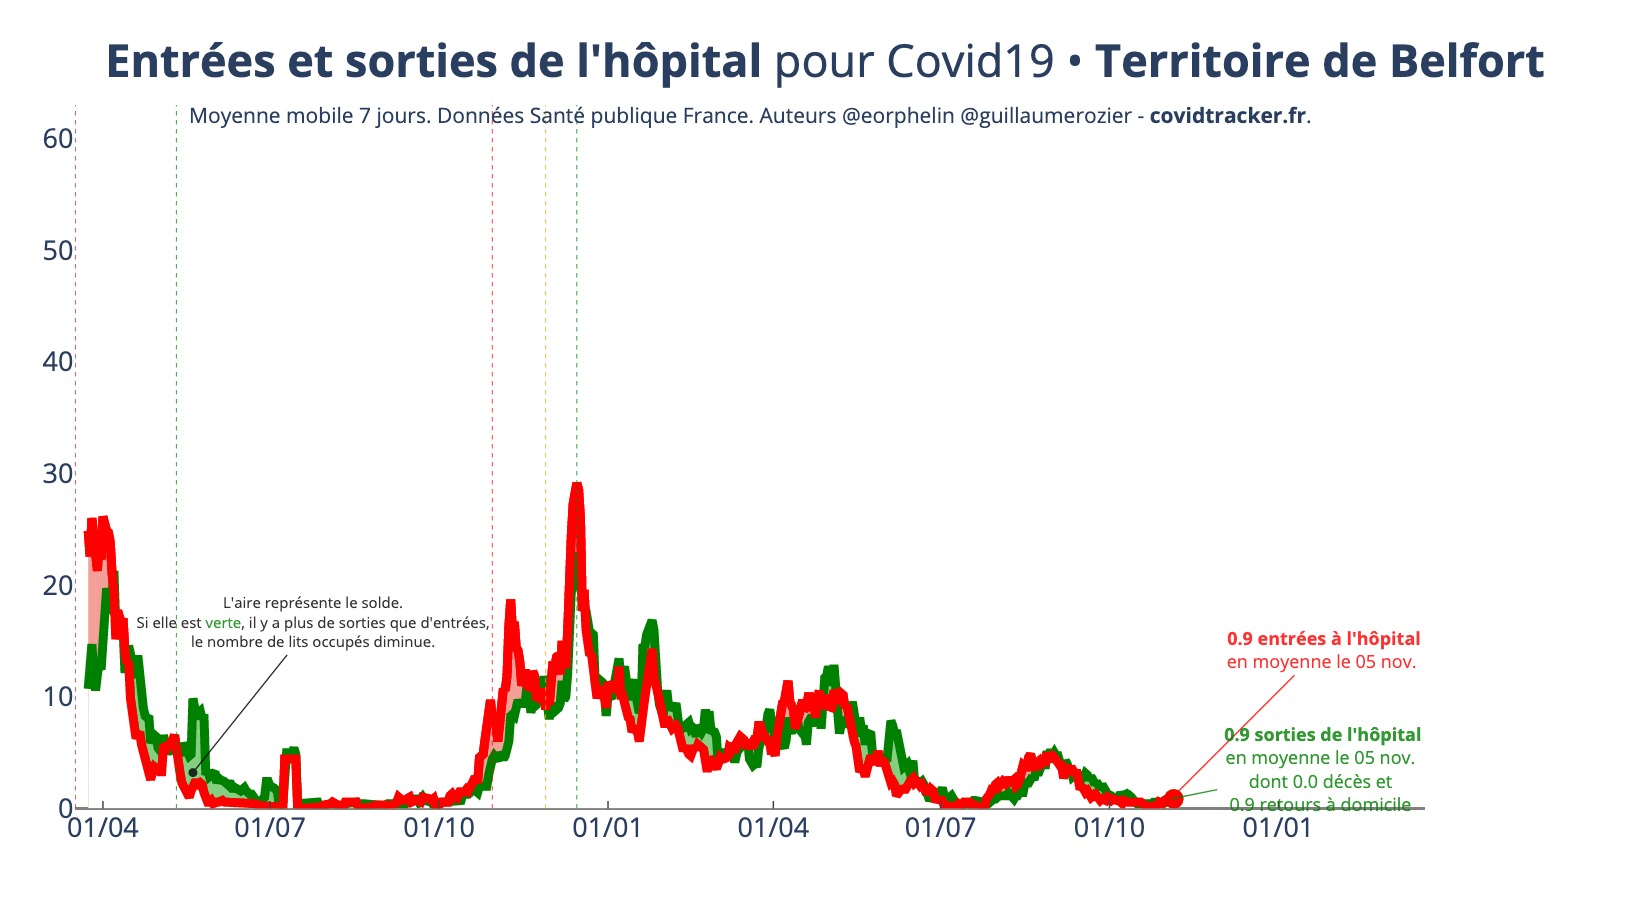 Entrées et sorties de l'hôpital pour Covid19 • Territoire de Belfort
Moyenne mobile 7 jours. Données Santé publique France. Auteurs @eorphelin @guillaumerozier - covidtracker.fr.
60
50
40
30
20
10
0
L'aire représente le solde.
Si elle est verte, il y a plus de sorties que d'entrées,
le nombre de lits occupés diminue.
0.9 entrées à l'hôpital
en moyenne le 05 nov.
0.9 sorties de l'hôpital
en moyenne le 05 nov.
dont 0.0 décès et
0.9 retours à domicile
01/04 01/07 01/10 01/01 01/04 01/07 01/10 01/01